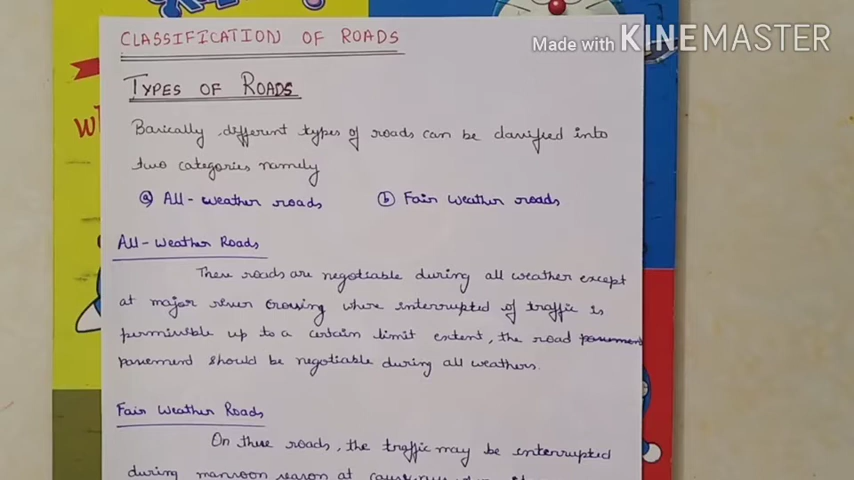 Made with KINEMASTER
CLASSIFICATION OF ROADS
TYPES OF ROADS
Basically, different types of roads can be classified into
two categories namely
(a) All-weather roads (b) Fair weather roads
All-weather Roads
These roads are negotiable during all weather except
at major river crossing where interrupted of traffic is
permissible up to a certain limit extent, the road pavement
pavement should be negotiable during all weathers.
Fair weather Roads
On these roads, the traffic may be interrupted
during monsoon season at